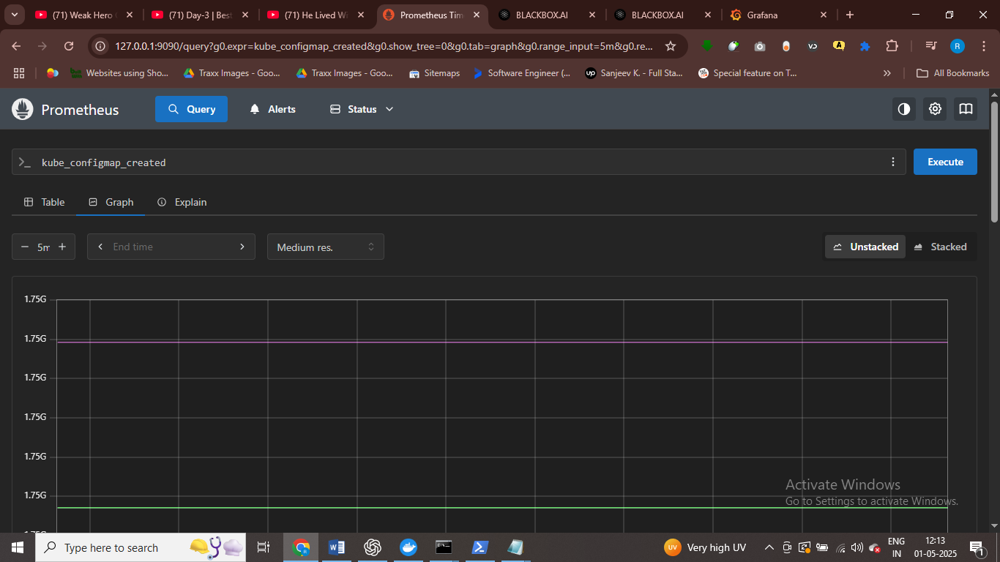 (71) Weak Hero
(71) Day-3 | Best
(71) He Lived Wi
Prometheus Tim
BLACKBOX.AI
BLACKBOX.AI
Grafana
127.0.0.1:9090/query?g0.expr=kube_configmap_created&g0.show_tree=0&g0.tab=graph&g0.range_input=5m&g0.re...
VD
A
R
Websites using Sho...
Traxx Images - Goo...
Traxx Images - Goo...
Sitemaps
Software Engineer (...
up
Sanjeev K. - Full Sta...
Special feature on T...
All Bookmarks
Prometheus
Query
Alerts
Status
kube_configmap_created
Execute
Table
Graph
Explain
5m
End time
Medium res.
Unstacked
Stacked
1.75G
1.75G
1.75G
1.75G
1.75G
1.75G
Activate Windows
Go to Settings to activate Windows.
Type here to search
UV
Very high UV
ENG
IN
12:13
01-05-2025
1